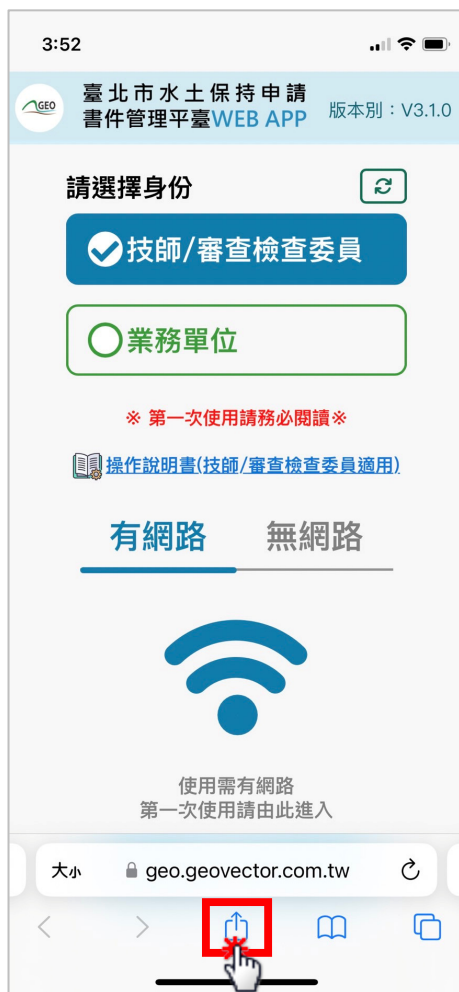 3:52
GEO
臺北市水土保持申請
書件管理平臺WEB APP
版本別：V3.1.0
請選擇身份
技師/審查檢查委員
業務單位
※ 第一次使用請務必閱讀※
操作說明書(技師/審查檢查委員適用)
有網路 無網路
使用需有網路
第一次使用請由此進入
大小 geo.geovector.com.tw